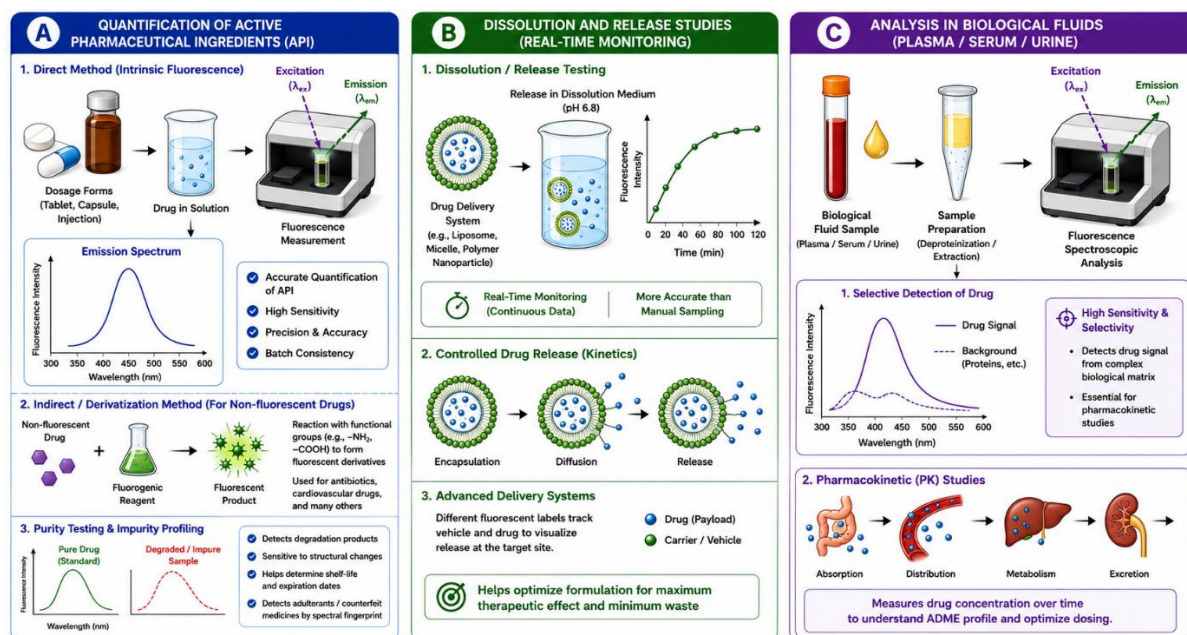 A
QUANTIFICATION OF ACTIVE
PHARMACEUTICAL INGREDIENTS (API)
1. Direct Method (Intrinsic Fluorescence)
Excitation
(λex)
Emission
(λem)
Dosage Forms
(Tablet, Capsule,
Injection)
Drug in Solution
Fluorescence
Measurement
Emission Spectrum
Fluorescence Intensity
300 350 400 450 500 550 600
Wavelength (nm)
Accurate Quantification
of API
High Sensitivity
Precision & Accuracy
Batch Consistency
2. Indirect / Derivatization Method (For Non-fluorescent Drugs)
Non-fluorescent
Drug
+
Fluorogenic
Reagent
Fluorescent
Product
Reaction with functional
groups (e.g., –NH2,
–COOH) to form
fluorescent derivatives
Used for antibiotics,
cardiovascular drugs,
and many others
3. Purity Testing & Impurity Profiling
Fluorescence
Intensity
Pure Drug
(Standard)
Degraded / Impure
Sample
Wavelength (nm)
Wavelength (nm)
Detects degradation products
Sensitive to structural changes
Helps determine shelf-life
and expiration dates
Detects adulterants / counterfeit
medicines by spectral fingerprint
B
DISSOLUTION AND RELEASE STUDIES
(REAL-TIME MONITORING)
1. Dissolution / Release Testing
Release in Dissolution Medium
(pH 6.8)
Drug Delivery
System
(e.g., Liposome,
Micelle, Polymer
Nanoparticle)
Fluorescence
Intensity
0 20 40 60 80 100 120
Time (min)
Real-Time Monitoring
(Continuous Data)
More Accurate than
Manual Sampling
2. Controlled Drug Release (Kinetics)
Encapsulation
Diffusion
Release
3. Advanced Delivery Systems
Different fluorescent labels track
vehicle and drug to visualize
release at the target site.
Drug (Payload)
Carrier / Vehicle
Helps optimize formulation for maximum
therapeutic effect and minimum waste
C
ANALYSIS IN BIOLOGICAL FLUIDS
(PLASMA / SERUM / URINE)
Excitation
(λex)
Emission
(λem)
Biological
Fluid Sample
(Plasma / Serum / Urine)
Sample
Preparation
(Deproteinization /
Extraction)
Fluorescence
Spectroscopic
Analysis
1. Selective Detection of Drug
Fluorescence Intensity
Drug Signal
Background
(Proteins, etc.)
300 350 400 450 500 550 600
Wavelength (nm)
High Sensitivity &
Selectivity
• Detects drug signal
from complex
biological matrix
• Essential for
pharmacokinetic
studies
2. Pharmacokinetic (PK) Studies
Absorption
Distribution
Metabolism
Excretion
Measures drug concentration over time
to understand ADME profile and optimize dosing.